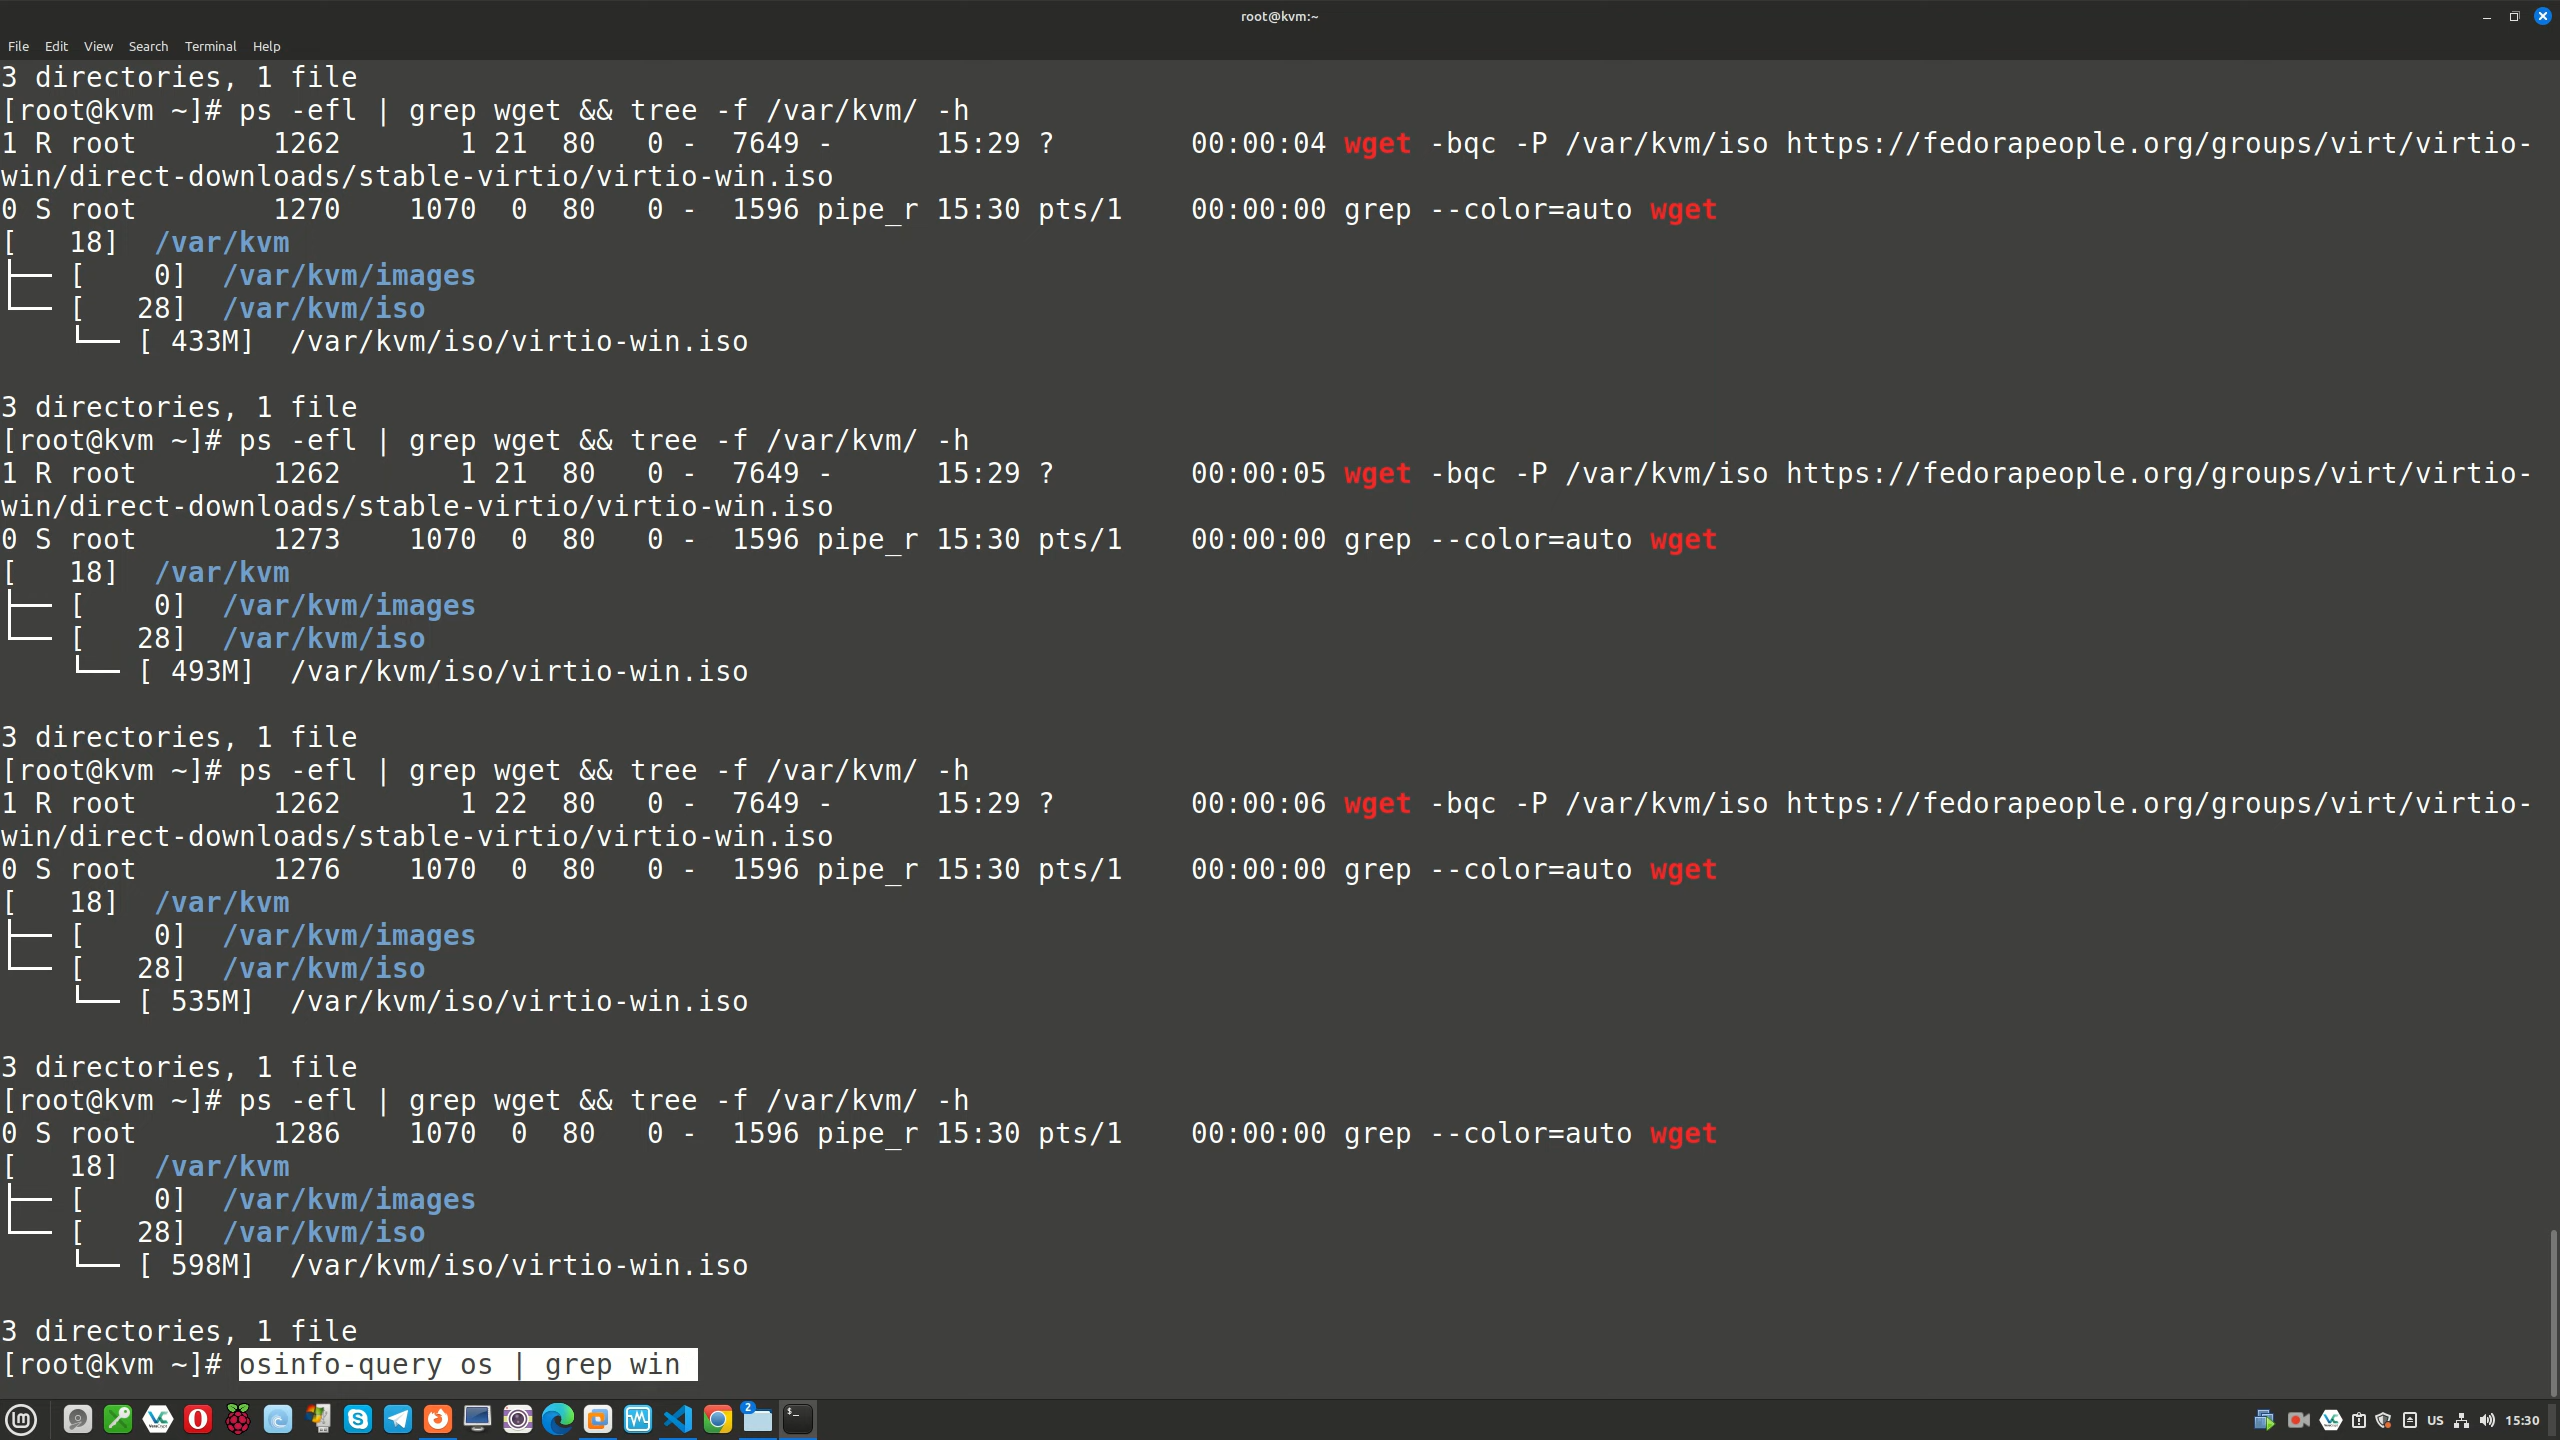 root@kvm:~
File Edit View Search Terminal Help
3 directories, 1 file
[root@kvm ~]# ps -efl | grep wget && tree -f /var/kvm/ -h
1 R root        1262       1 21  80   0 -  7649 -      15:29 ?        00:00:04 wget -bqc -P /var/kvm/iso https://fedorapeople.org/groups/virt/virtio-
win/direct-downloads/stable-virtio/virtio-win.iso
0 S root        1270    1070  0  80   0 -  1596 pipe_r 15:30 pts/1    00:00:00 grep --color=auto wget
[   18]  /var/kvm
├── [    0]  /var/kvm/images
└── [   28]  /var/kvm/iso
    └── [ 433M]  /var/kvm/iso/virtio-win.iso
3 directories, 1 file
[root@kvm ~]# ps -efl | grep wget && tree -f /var/kvm/ -h
1 R root        1262       1 21  80   0 -  7649 -      15:29 ?        00:00:05 wget -bqc -P /var/kvm/iso https://fedorapeople.org/groups/virt/virtio-
win/direct-downloads/stable-virtio/virtio-win.iso
0 S root        1273    1070  0  80   0 -  1596 pipe_r 15:30 pts/1    00:00:00 grep --color=auto wget
[   18]  /var/kvm
├── [    0]  /var/kvm/images
└── [   28]  /var/kvm/iso
    └── [ 493M]  /var/kvm/iso/virtio-win.iso
3 directories, 1 file
[root@kvm ~]# ps -efl | grep wget && tree -f /var/kvm/ -h
1 R root        1262       1 22  80   0 -  7649 -      15:29 ?        00:00:06 wget -bqc -P /var/kvm/iso https://fedorapeople.org/groups/virt/virtio-
win/direct-downloads/stable-virtio/virtio-win.iso
0 S root        1276    1070  0  80   0 -  1596 pipe_r 15:30 pts/1    00:00:00 grep --color=auto wget
[   18]  /var/kvm
├── [    0]  /var/kvm/images
└── [   28]  /var/kvm/iso
    └── [ 535M]  /var/kvm/iso/virtio-win.iso
3 directories, 1 file
[root@kvm ~]# ps -efl | grep wget && tree -f /var/kvm/ -h
0 S root        1286    1070  0  80   0 -  1596 pipe_r 15:30 pts/1    00:00:00 grep --color=auto wget
[   18]  /var/kvm
├── [    0]  /var/kvm/images
└── [   28]  /var/kvm/iso
    └── [ 598M]  /var/kvm/iso/virtio-win.iso
3 directories, 1 file
[root@kvm ~]# osinfo-query os | grep win
2
US 15:30